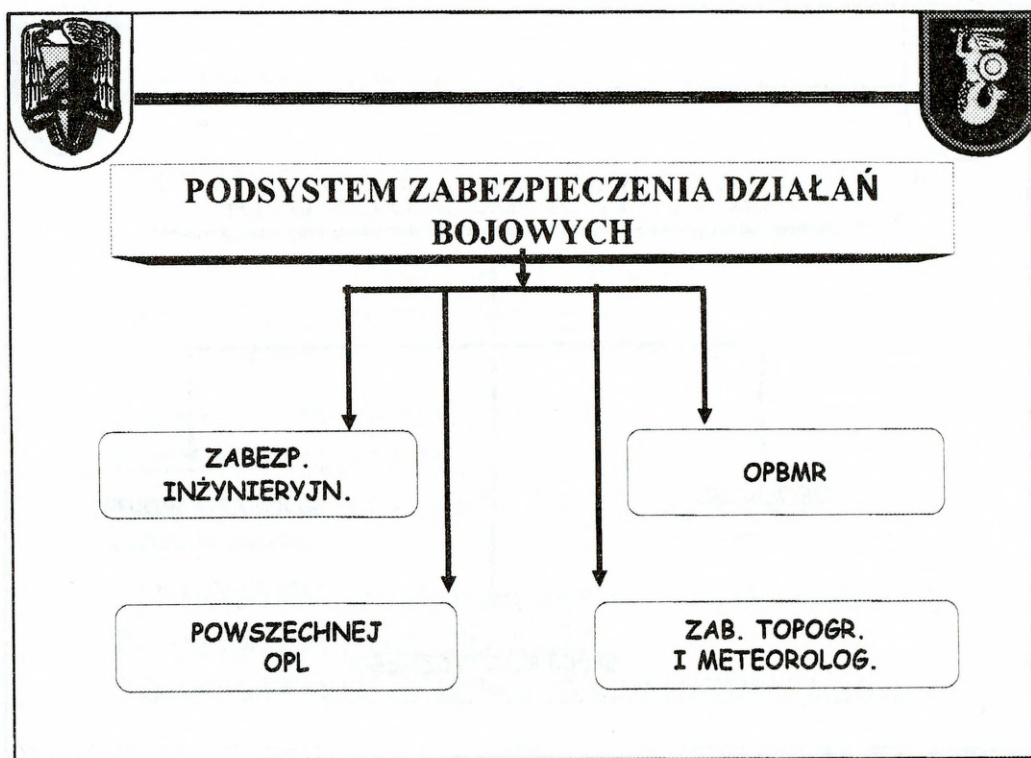 PODSYSTEM ZABEZPIECZENIA DZIAŁAŃ
BOJOWYCH
ZABEZP.
INŻYNIERYJN.
OPBMR
POWSZECHNEJ
OPL
ZAB. TOPOGR.
I METEOROLOG.